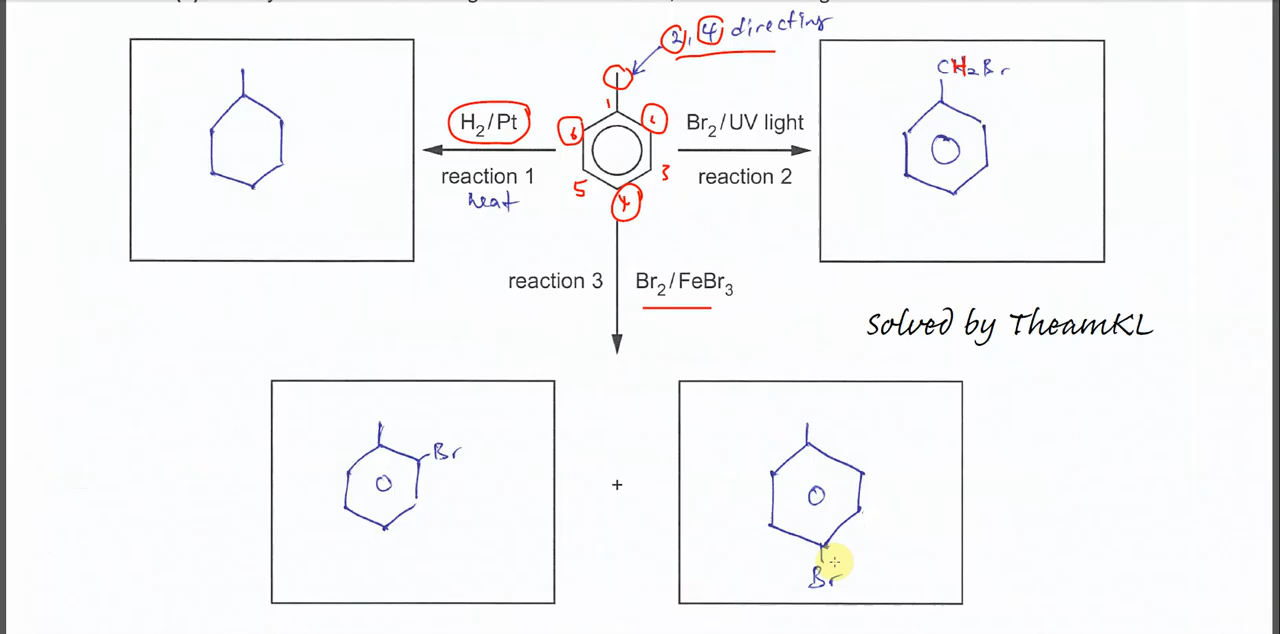 2, 4 directing
CH2Br
1
H2/Pt
6
Br2/UV light
reaction 1
5
3
reaction 2
heat
4
reaction 3
Br2/FeBr3
Solved by TheamKL
Br
+
Br